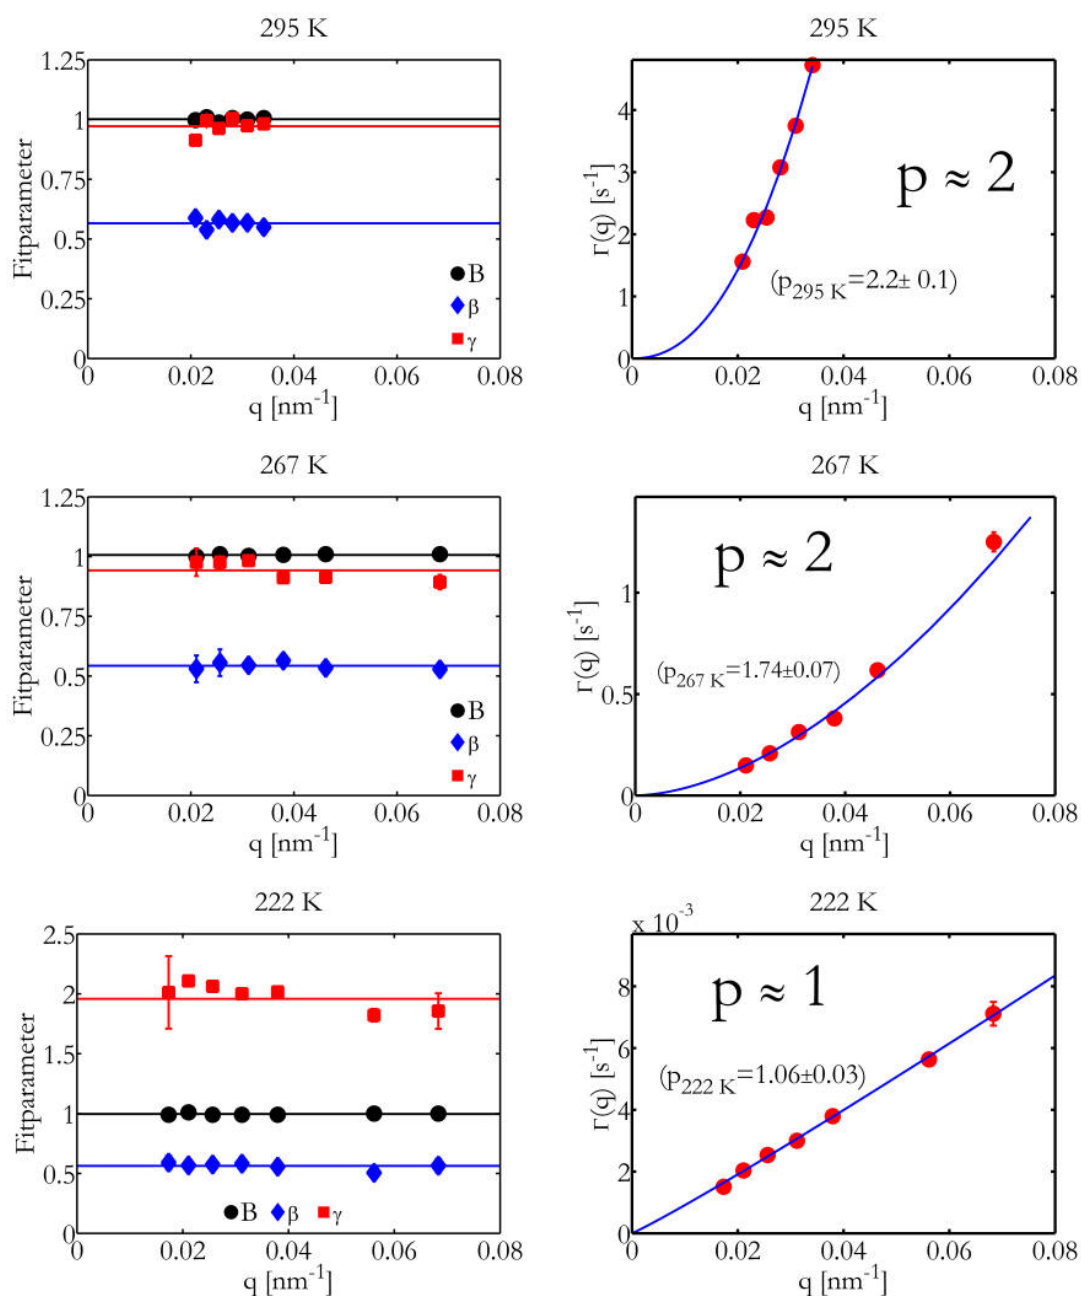 295 K
1.25
1
0.75
0.5
0.25
0
Fitparameter
B
β
γ
0 0.02 0.04 0.06 0.08
q [nm⁻¹]
295 K
4
3
2
1
0
Γ(q) [s⁻¹]
p ≈ 2
(p₂₉₅ K=2.2± 0.1)
0 0.02 0.04 0.06 0.08
q [nm⁻¹]
267 K
1.25
1
0.75
0.5
0.25
0
Fitparameter
B
β
γ
0 0.02 0.04 0.06 0.08
q [nm⁻¹]
267 K
1
0.5
0
Γ(q) [s⁻¹]
p ≈ 2
(p₂₆₇ K=1.74±0.07)
0 0.02 0.04 0.06 0.08
q [nm⁻¹]
222 K
2.5
2
1.5
1
0.5
0
Fitparameter
B β γ
0 0.02 0.04 0.06 0.08
q [nm⁻¹]
222 K
x 10⁻³
8
6
4
2
0
Γ(q) [s⁻¹]
p ≈ 1
(p₂₂₂ K=1.06±0.03)
0 0.02 0.04 0.06 0.08
q [nm⁻¹]